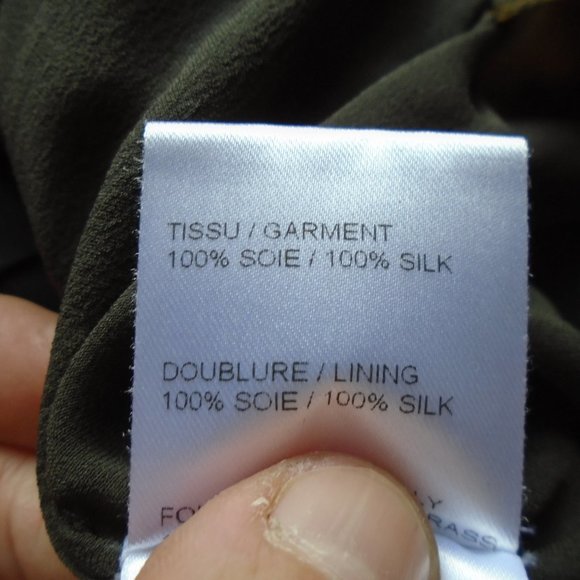 TISSU / GARMENT
100% SOIE / 100% SILK
DOUBLURE / LINING
100% SOIE / 100% SILK